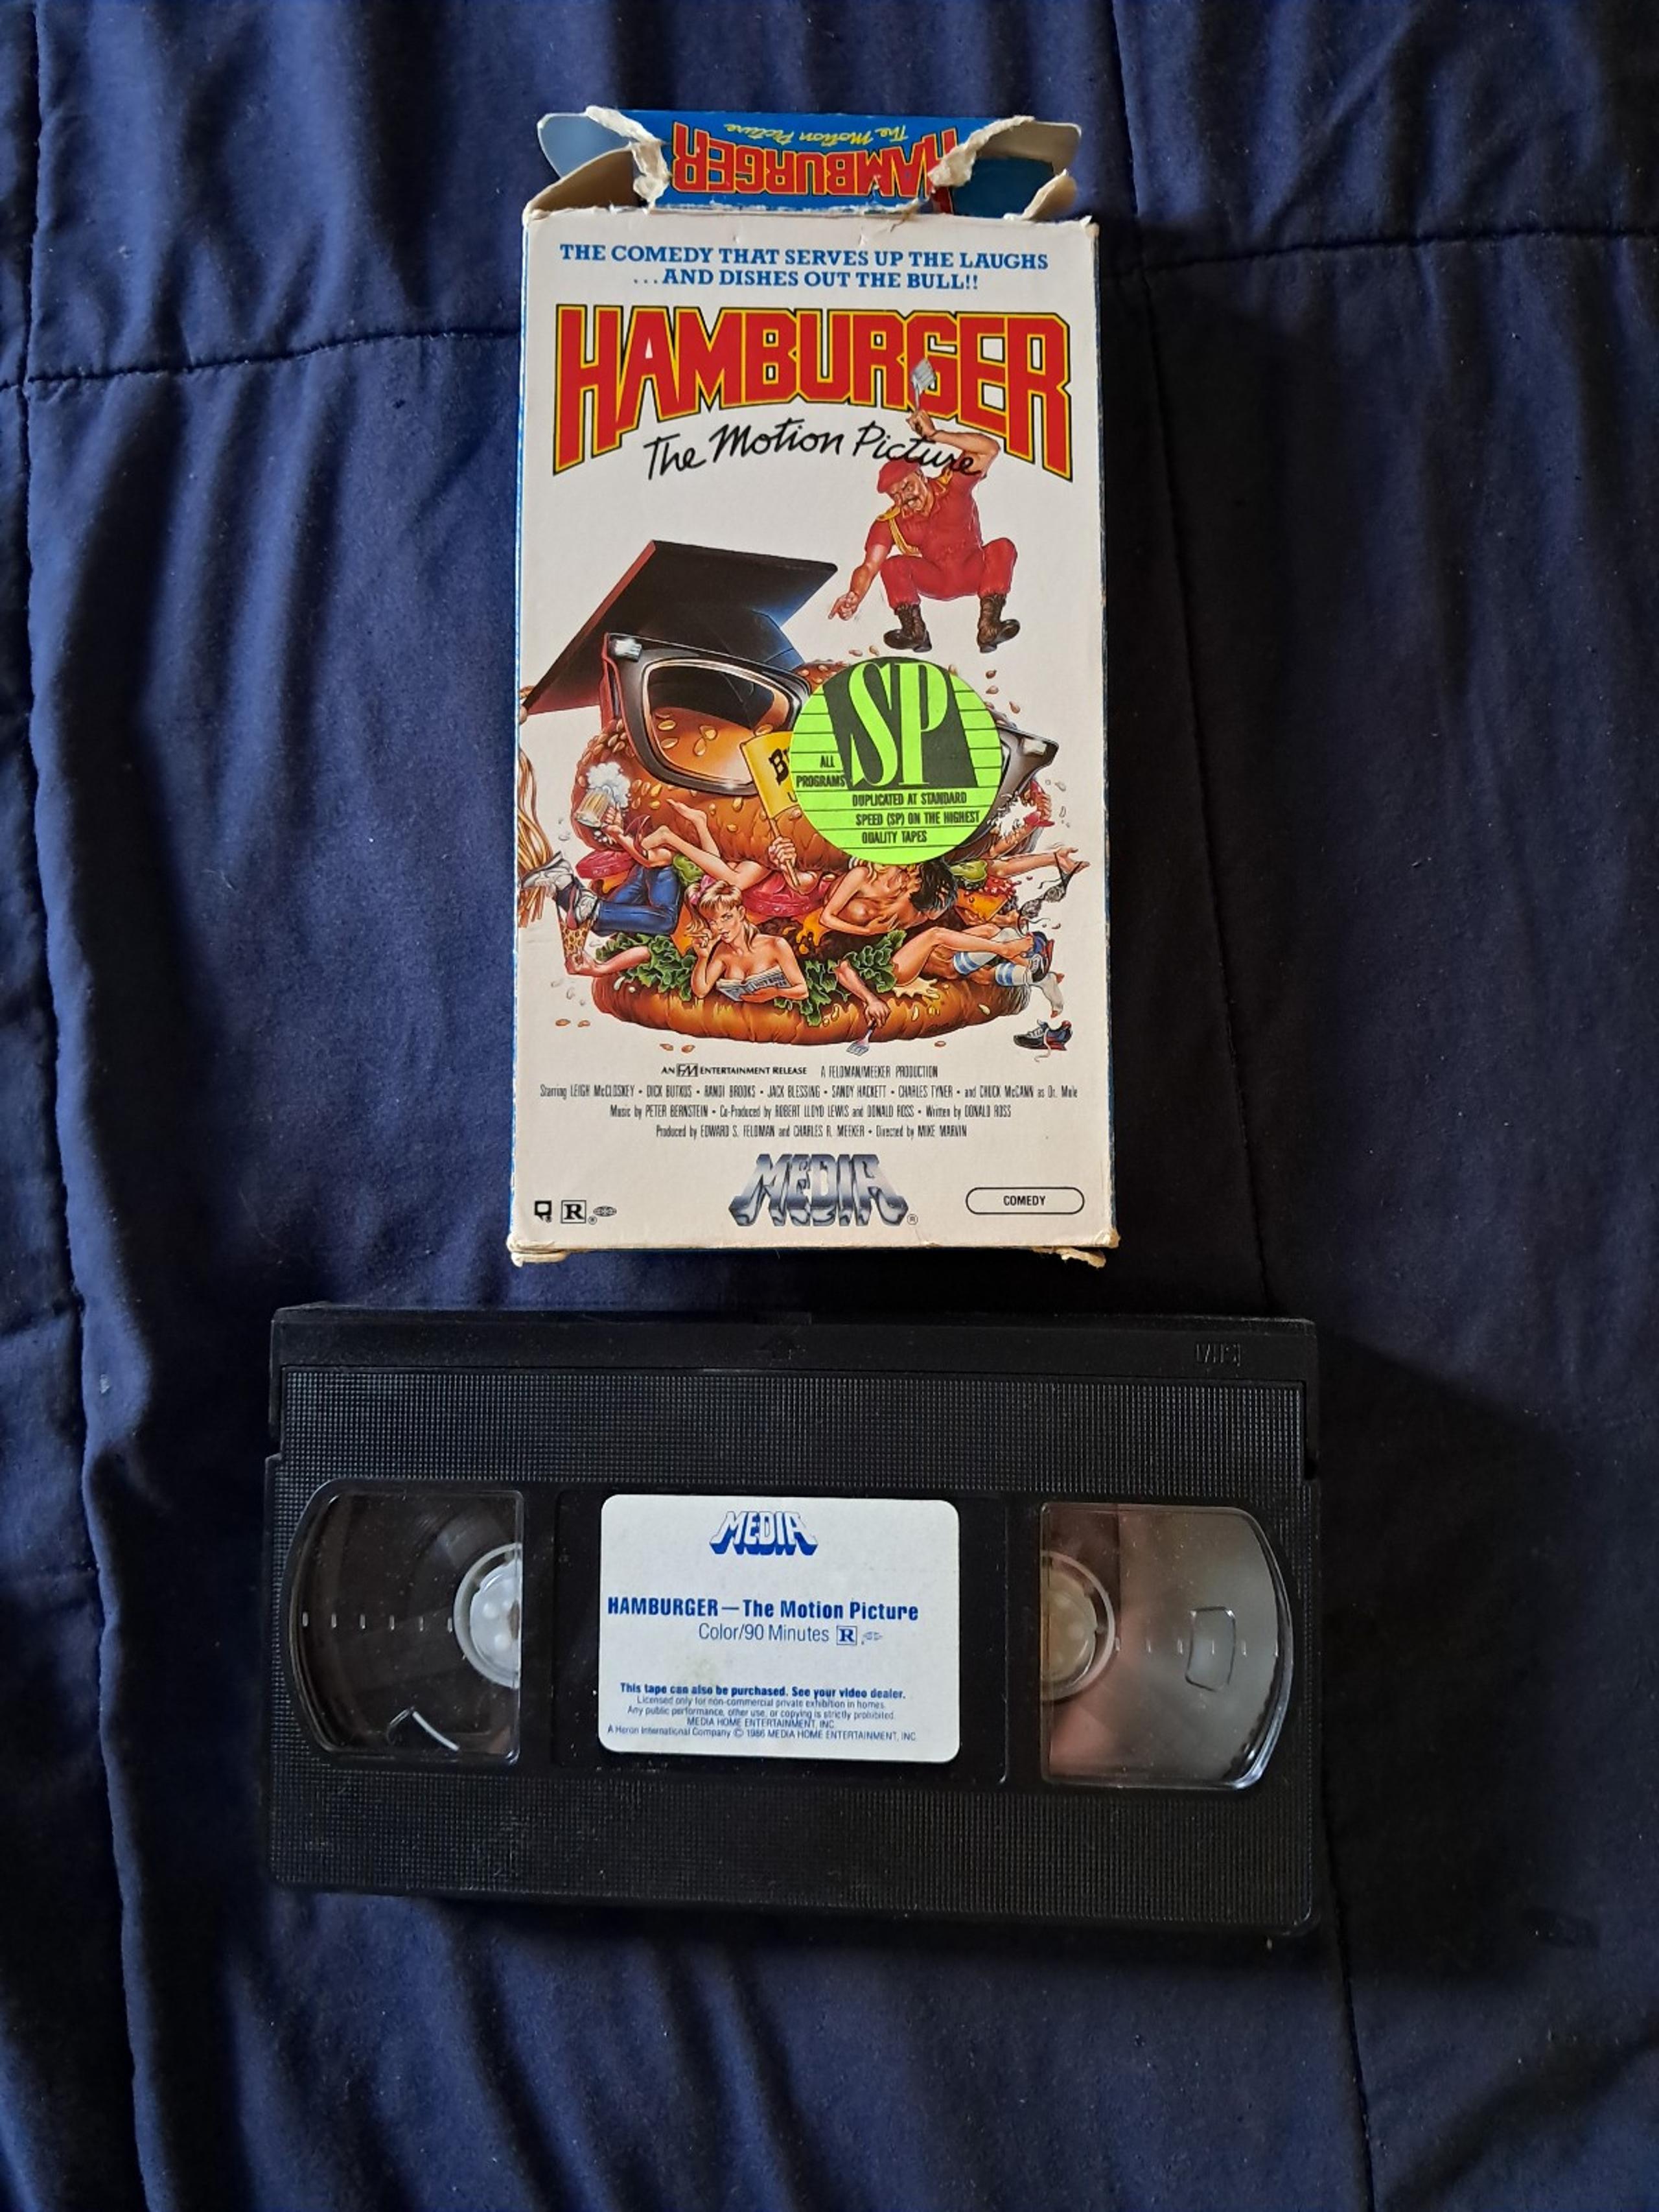 HAMBURGER
The Motion Picture
THE COMEDY THAT SERVES UP THE LAUGHS
...AND DISHES OUT THE BULL!!
HAMBURGER
The Motion Picture
SP
ALL
PROGRAMS
DUPLICATED AT STANDARD
SPEED (SP) ON THE HIGHEST
QUALITY TAPES
AN FM ENTERTAINMENT RELEASE A FELDMAN/MEEKER PRODUCTION
Starring LEIGH McCLOSKEY • DICK BUTKUS • RANDI BROOKS • JACK BLESSING • SANDY HACKETT • CHARLES TYNER • and CHUCK McCANN as Dr. Mole
Music by PETER BERNSTEIN • Co-Produced by ROBERT LLOYD LEWIS and DONALD ROSS • Written by DONALD ROSS
Produced by EDWARD S. FELDMAN and CHARLES R. MEEKER • Directed by MIKE MARVIN
R ®
MEDIA ®
COMEDY
VHS
MEDIA
HAMBURGER—The Motion Picture
Color/90 Minutes R
This tape can also be purchased. See your video dealer.
Licensed only for non-commercial private exhibition in homes.
Any public performance, other use, or copying is strictly prohibited.
MEDIA HOME ENTERTAINMENT, INC.
A Heron International Company © 1986 MEDIA HOME ENTERTAINMENT, INC.